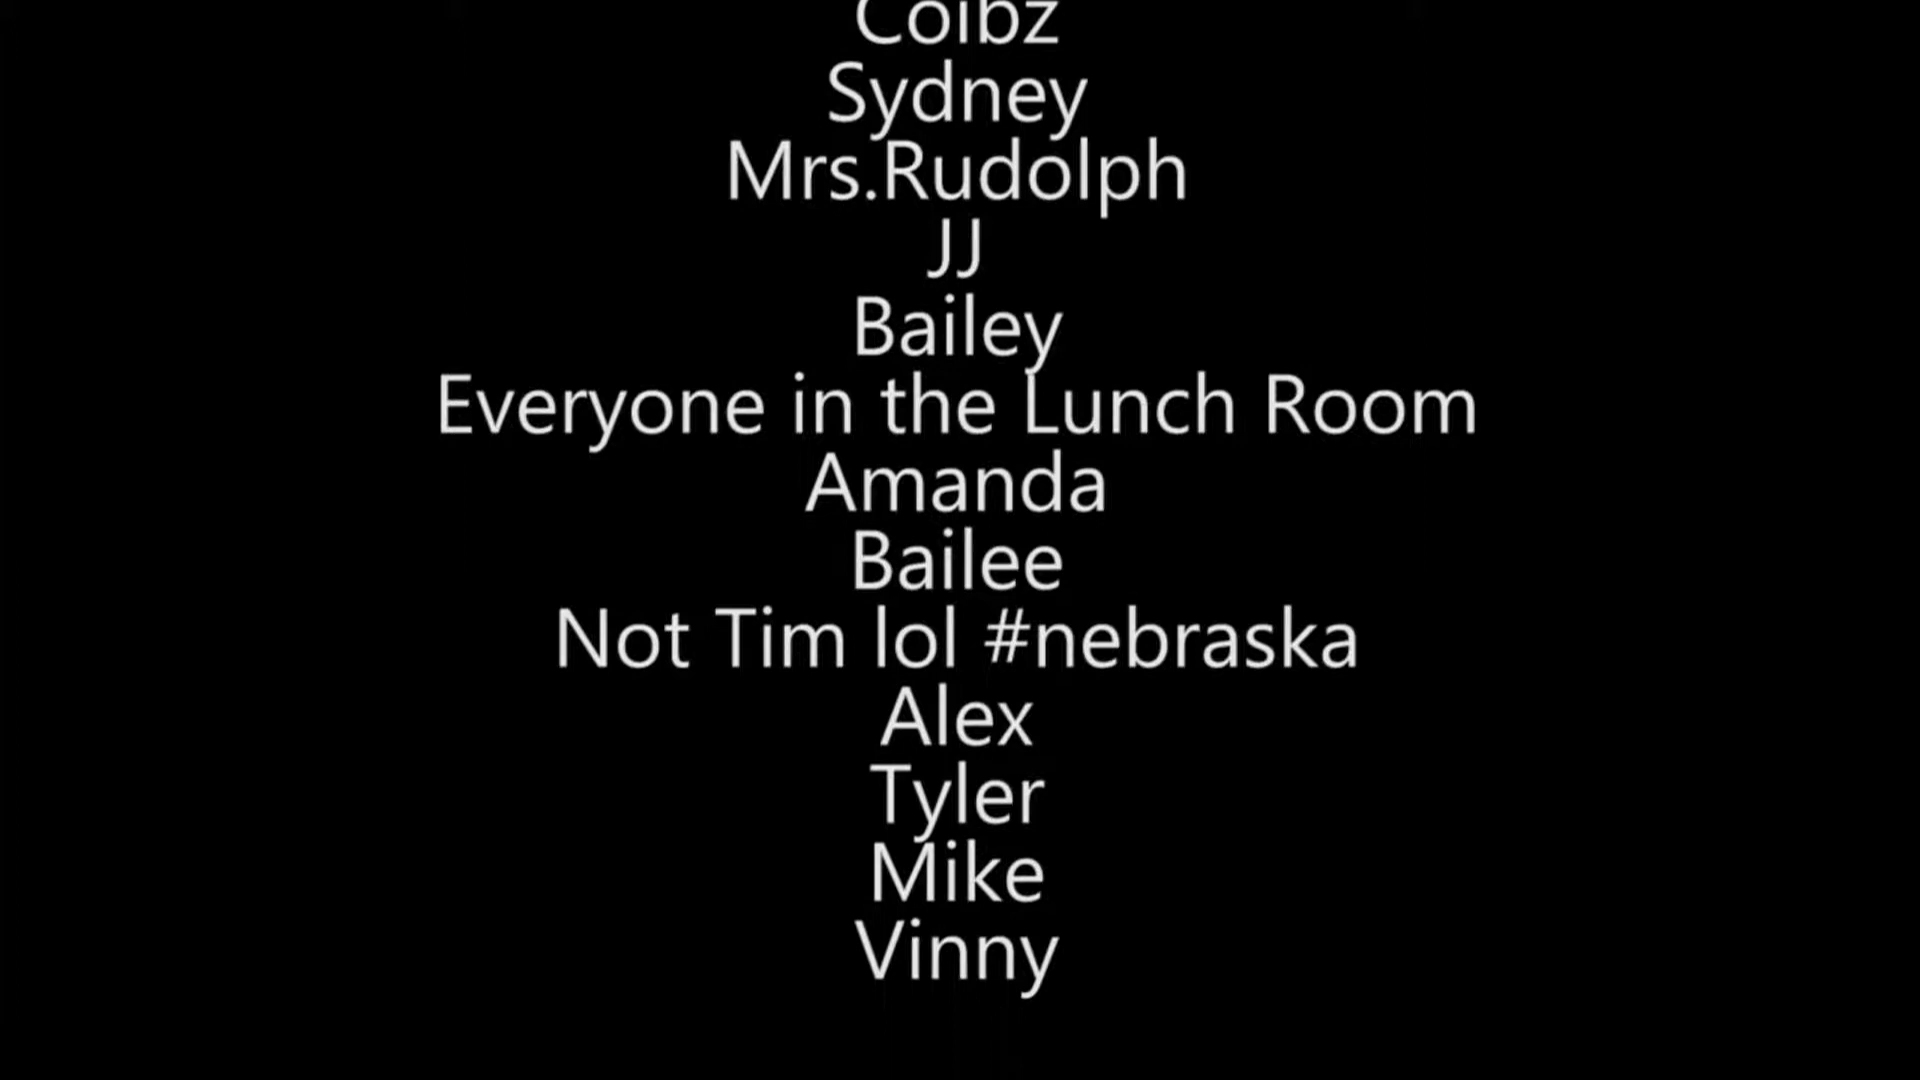 Coibz
Sydney
Mrs.Rudolph
JJ
Bailey
Everyone in the Lunch Room
Amanda
Bailee
Not Tim lol #nebraska
Alex
Tyler
Mike
Vinny